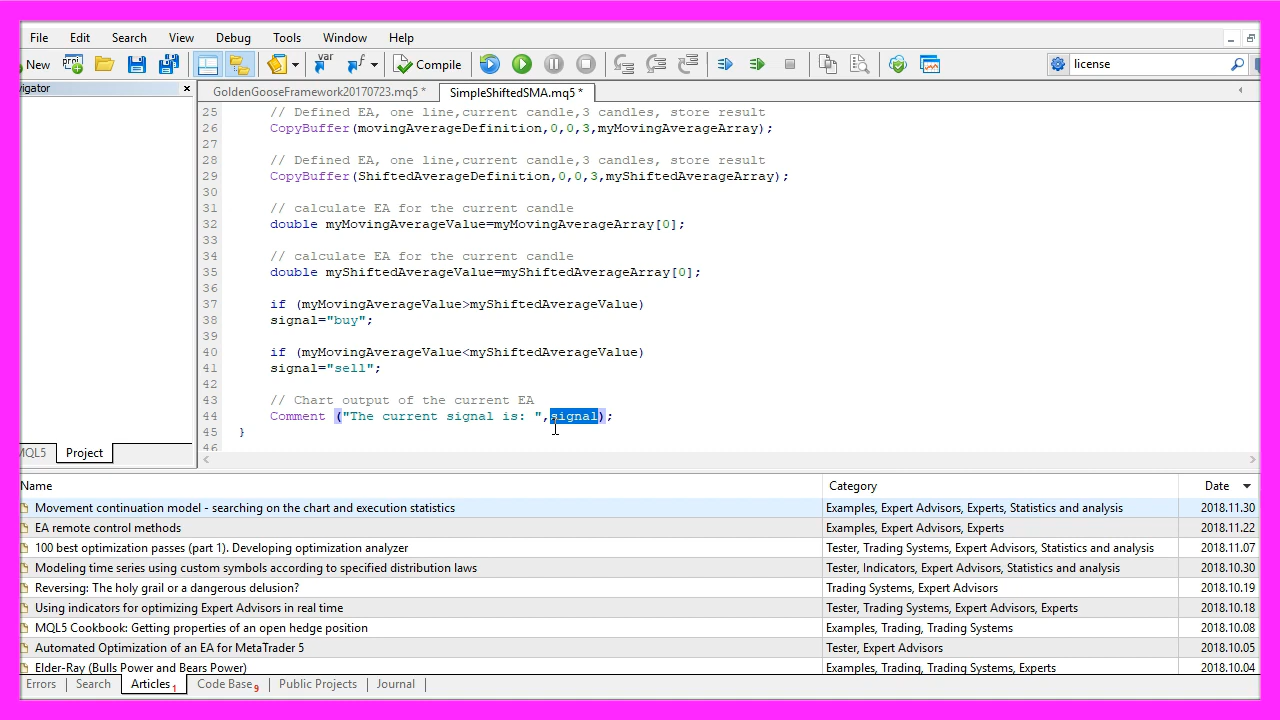 File Edit Search View Debug Tools Window Help
New var Compile license
vigator × GoldenGooseFramework20170723.mq5 * SimpleShiftedSMA.mq5 * ×
25 // Defined EA, one line,current candle,3 candles, store result
26 CopyBuffer(movingAverageDefinition,0,0,3,myMovingAverageArray);
27
28 // Defined EA, one line,current candle,3 candles, store result
29 CopyBuffer(ShiftedAverageDefinition,0,0,3,myShiftedAverageArray);
30
31 // calculate EA for the current candle
32 double myMovingAverageValue=myMovingAverageArray[0];
33
34 // calculate EA for the current candle
35 double myShiftedAverageValue=myShiftedAverageArray[0];
36
37 if (myMovingAverageValue>myShiftedAverageValue)
38 signal="buy";
39
40 if (myMovingAverageValue<myShiftedAverageValue)
41 signal="sell";
42
43 // Chart output of the current EA
44 Comment ("The current signal is: ",signal);
45 }
46
MQL5 Project
Name Category Date
Movement continuation model - searching on the chart and execution statistics Examples, Expert Advisors, Experts, Statistics and analysis 2018.11.30
EA remote control methods Examples, Expert Advisors, Experts 2018.11.22
100 best optimization passes (part 1). Developing optimization analyzer Tester, Trading Systems, Expert Advisors, Statistics and analysis 2018.11.07
Modeling time series using custom symbols according to specified distribution laws Tester, Indicators, Expert Advisors, Statistics and analysis 2018.10.30
Reversing: The holy grail or a dangerous delusion? Trading Systems, Expert Advisors 2018.10.19
Using indicators for optimizing Expert Advisors in real time Tester, Trading Systems, Expert Advisors, Experts 2018.10.18
MQL5 Cookbook: Getting properties of an open hedge position Examples, Trading, Trading Systems 2018.10.08
Automated Optimization of an EA for MetaTrader 5 Tester, Expert Advisors 2018.10.05
Elder-Ray (Bulls Power and Bears Power) Examples, Trading, Trading Systems, Experts 2018.10.04
Errors Search Articles 1 Code Base 9 Public Projects Journal